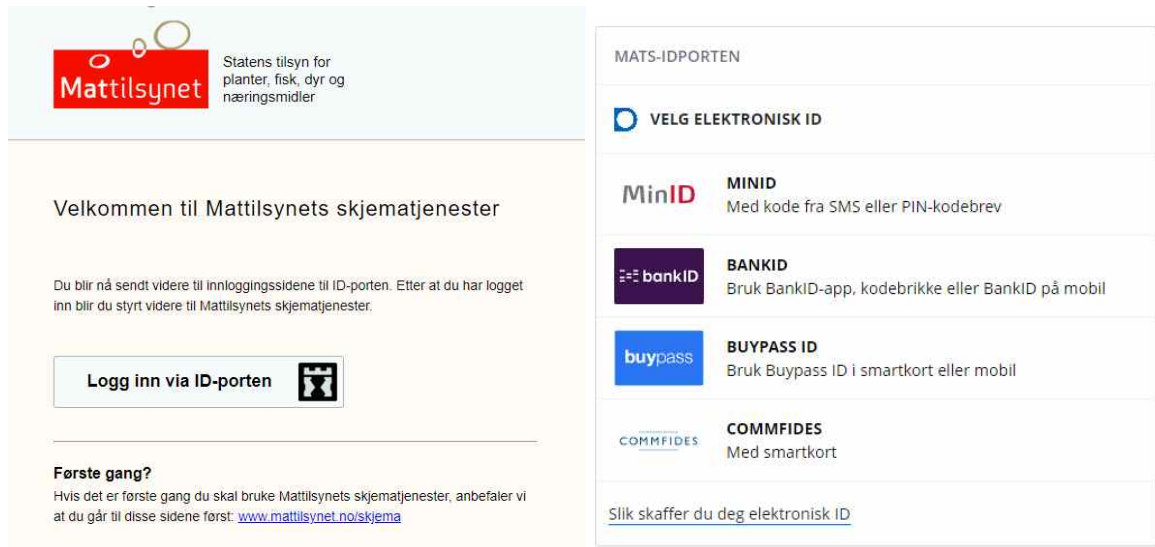 Mattilsynet
Statens tilsyn for
planter, fisk, dyr og
næringsmidler
Velkommen til Mattilsynets skjematjenester
Du blir nå sendt videre til innloggingssidene til ID-porten. Etter at du har logget
inn blir du styrt videre til Mattilsynets skjematjenester.
Logg inn via ID-porten
Første gang?
Hvis det er første gang du skal bruke Mattilsynets skjematjenester, anbefaler vi
at du går til disse sidene først: www.mattilsynet.no/skjema
MATS-IDPORTEN
VELG ELEKTRONISK ID
MinID
MINID
Med kode fra SMS eller PIN-kodebrev
bankID
BANKID
Bruk BankID-app, kodebrikke eller BankID på mobil
buypass
BUYPASS ID
Bruk Buypass ID i smartkort eller mobil
COMMFIDES
COMMFIDES
Med smartkort
Slik skaffer du deg elektronisk ID